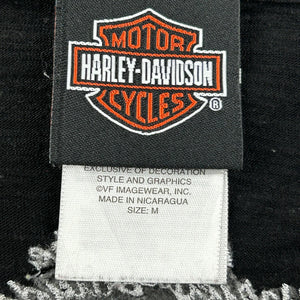 MOTOR
HARLEY-DAVIDSON
CYCLES
®
EXCLUSIVE OF DECORATION
STYLE AND GRAPHICS
©VF IMAGEWEAR, INC.
MADE IN NICARAGUA
SIZE: M